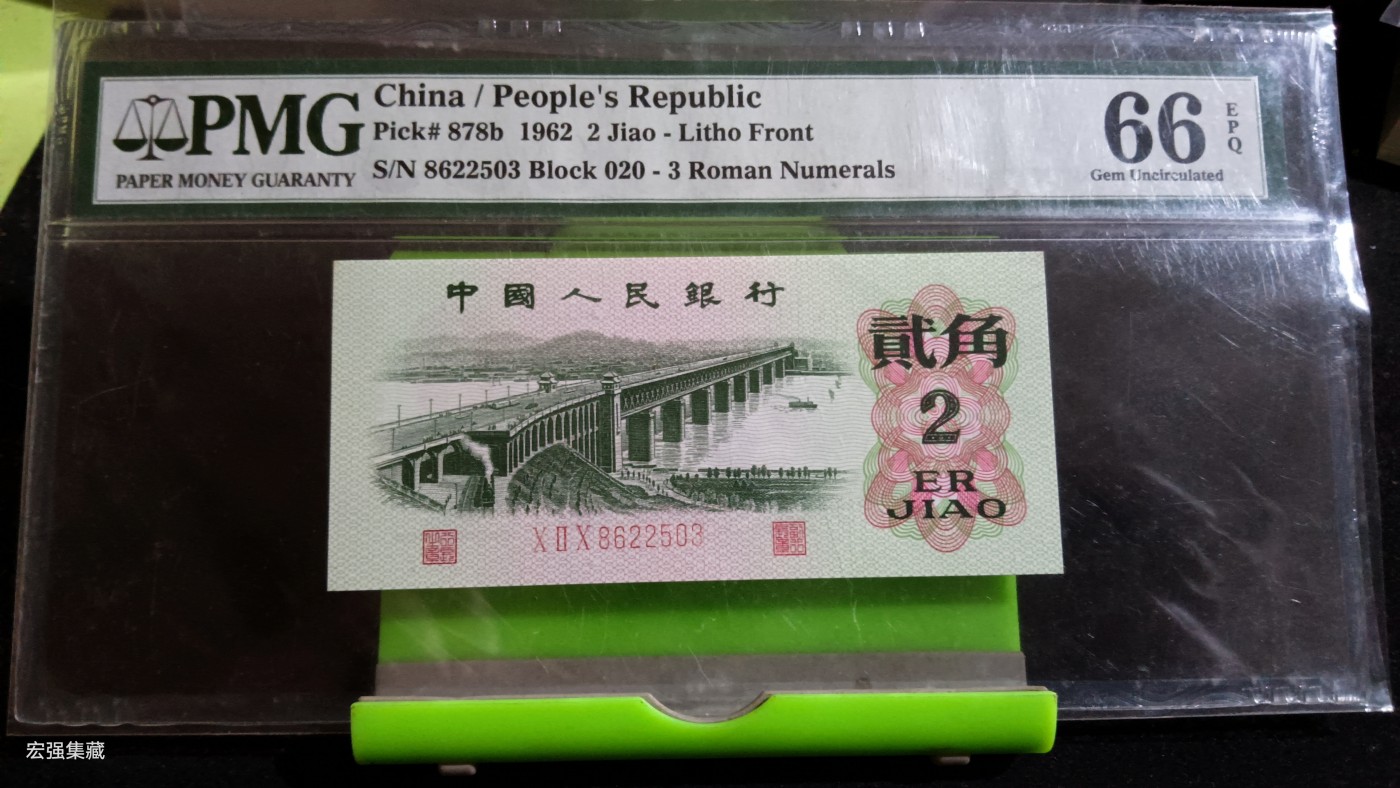 PMG
PAPER MONEY GUARANTY
China / People's Republic
Pick# 878b 1962 2 Jiao - Litho Front
S/N 8622503 Block 020 - 3 Roman Numerals
66
EPQ
Gem Uncirculated
中國人民銀行
貳角
2
ER
JIAO
X II X 8622503
宏强集藏